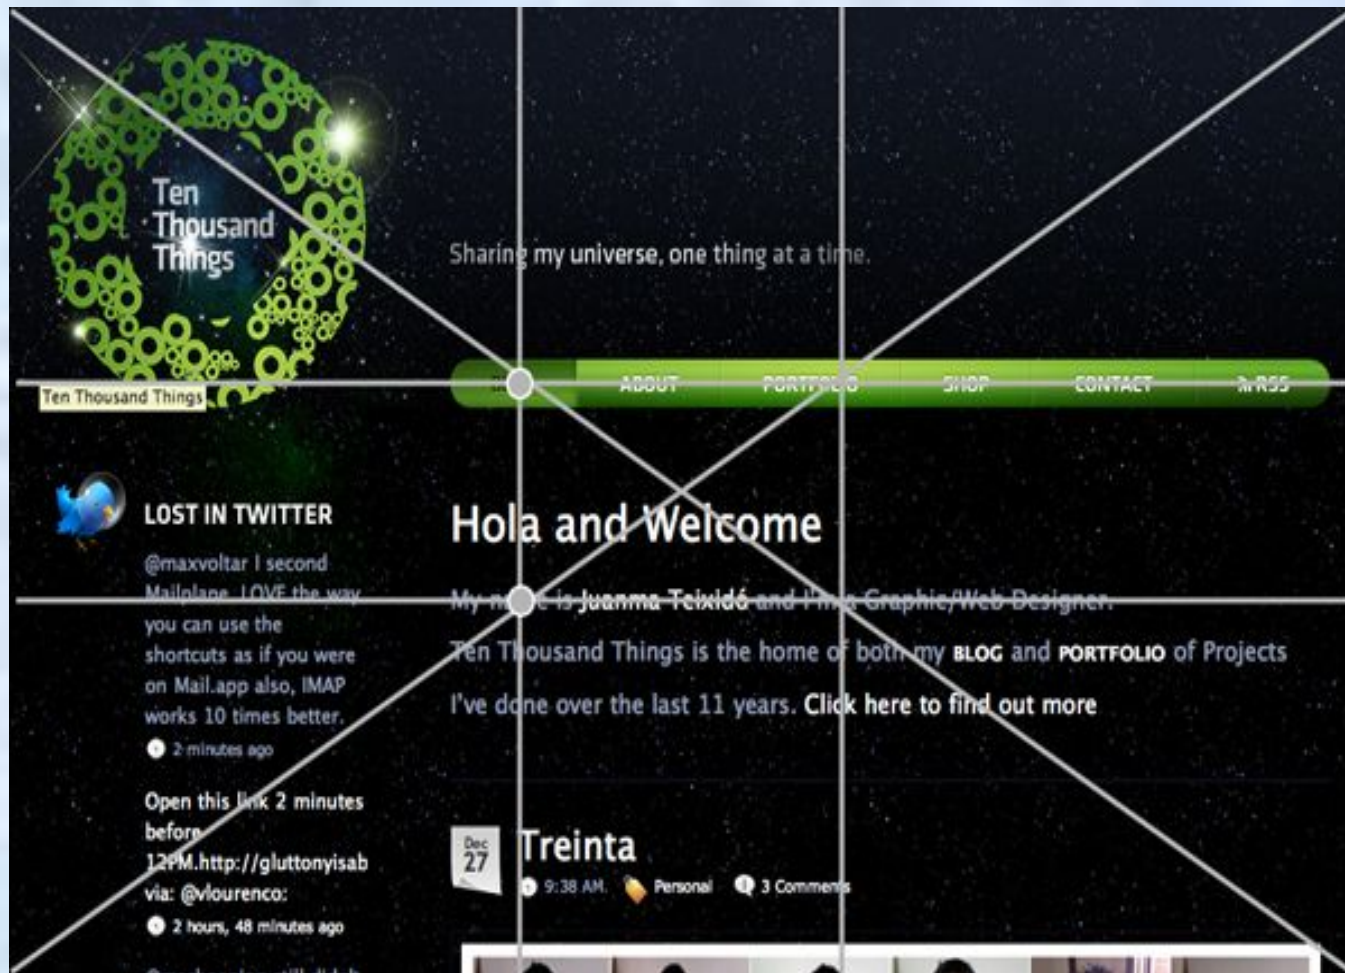 Ten
Thousand
Things
Sharing my universe, one thing at a time.
ABOUT PORTFOLIO SHOP CONTACT RSS
Ten Thousand Things
LOST IN TWITTER
@maxvoltar I second
Mailplane. LOVE the way
you can use the
shortcuts as if you were
on Mail.app also, IMAP
works 10 times better.
2 minutes ago
Open this link 2 minutes
before
12PM.http://gluttonyisab
via: @vlourenco:
2 hours, 48 minutes ago
Hola and Welcome
My name is Juanma Teixidó and I'm a Graphic/Web Designer.
Ten Thousand Things is the home of both my BLOG and PORTFOLIO of Projects
I've done over the last 11 years. Click here to find out more
Dec
27
Treinta
9:38 AM. Personal 3 Comments